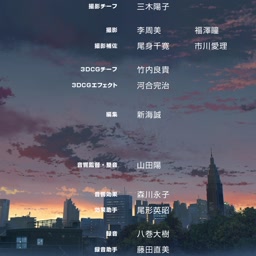 撮影チーフ 三木陽子
撮影 李周美 福澤瞳
撮影補佐 尾身千寛 市川愛理
3DCGチーフ 竹内良貴
3DCGエフェクト 河合完治
編集 新海誠
音響監督・整音 山田陽
音響効果 森川永子
効果助手 尾形英昭
録音 八巻大樹
録音助手 藤田直美